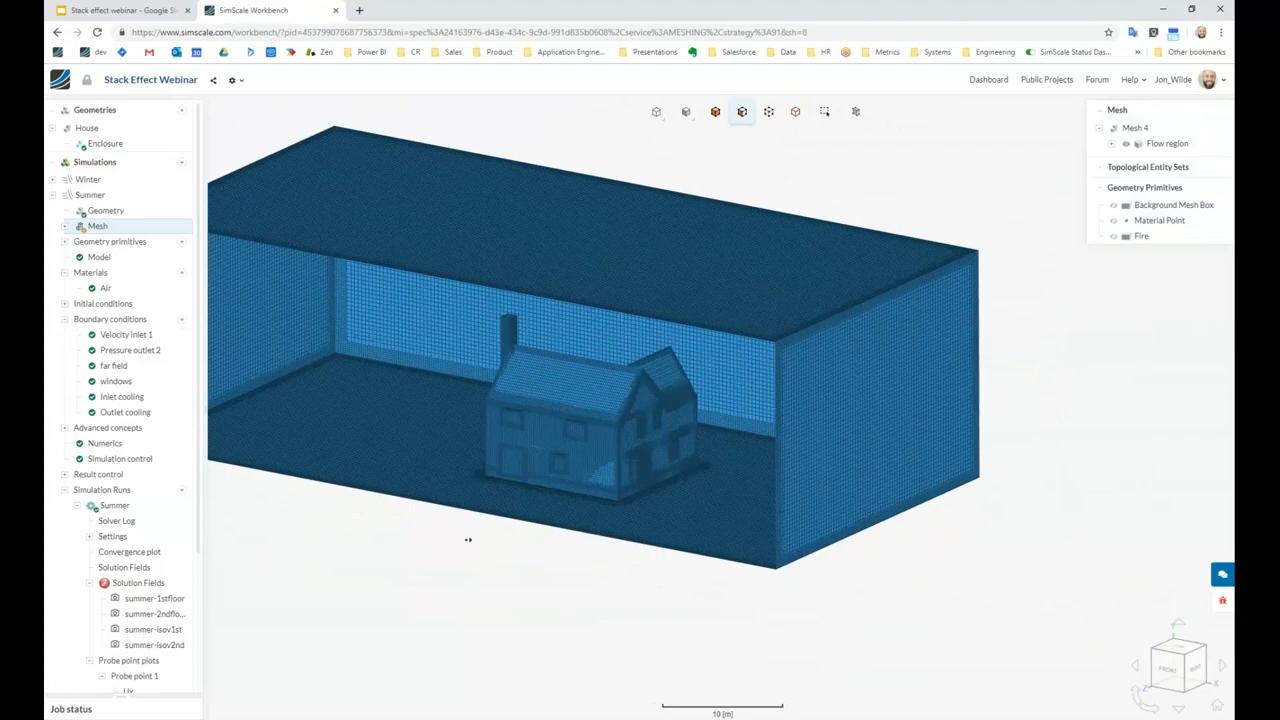 Stack effect webinar - Google S
SimScale Workbench
https://www.simscale.com/workbench/?pid=4537990786877563736&mi=spec%3A24163976-d43e-434c-9c9d-991d835b0608%2Cservice%3AMESHING%2Cstrategy%3A91&sh=8
dev
Zen
Power BI
CR
Sales
Product
Application Engine...
Presentations
Salesforce
Data
HR
Metrics
Systems
Engineering
SimScale Status Das...
»
Other bookmarks
Stack Effect Webinar
Dashboard
Public Projects
Forum
Help
Jon_Wilde
Geometries
House
Enclosure
Simulations
Winter
Summer
Geometry
Mesh
Geometry primitives
Model
Materials
Air
Initial conditions
Boundary conditions
Velocity inlet 1
Pressure outlet 2
far field
windows
Inlet cooling
Outlet cooling
Advanced concepts
Numerics
Simulation control
Result control
Simulation Runs
Summer
Solver Log
Settings
Convergence plot
Solution Fields
Solution Fields
summer-1stfloor
summer-2ndflo...
summer-isov1st
summer-isov2nd
Probe point plots
Probe point 1
Ux
Job status
Mesh
Mesh 4
Flow region
Topological Entity Sets
Geometry Primitives
Background Mesh Box
Material Point
Fire
FRONT
Z
X
10 [m]